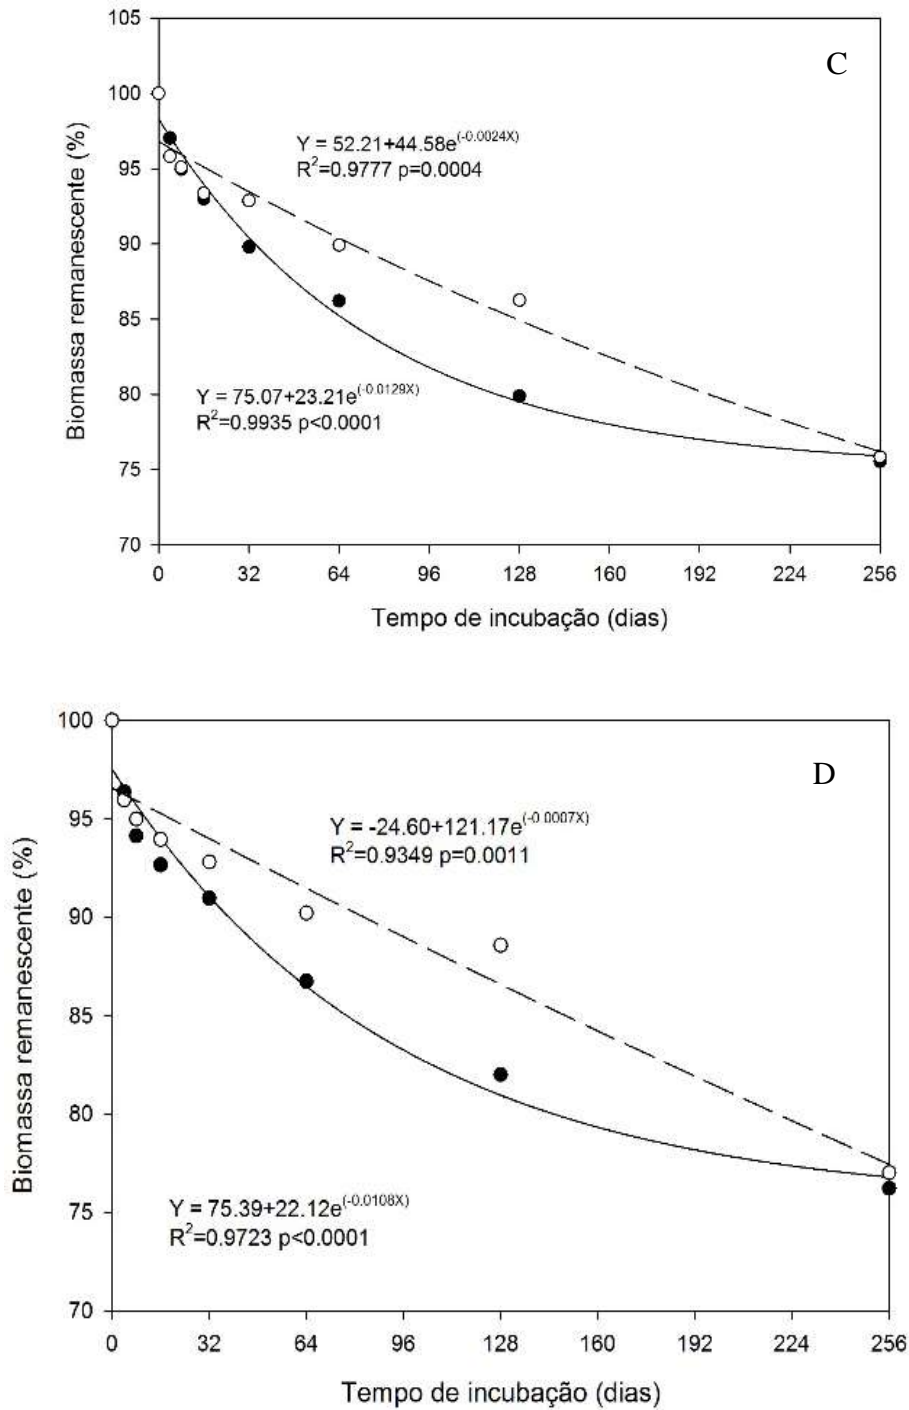 105
100
95
90
85
80
75
70
Biomassa remanescente (%)
C
Y = 52.21+44.58e^(-0.0024X)
R²=0.9777 p=0.0004
Y = 75.07+23.21e^(-0.0129X)
R²=0.9935 p<0.0001
0 32 64 96 128 160 192 224 256
Tempo de incubação (dias)
100
95
90
85
80
75
70
Biomassa remanescente (%)
D
Y = -24.60+121.17e^(-0.0007X)
R²=0.9349 p=0.0011
Y = 75.39+22.12e^(-0.0108X)
R²=0.9723 p<0.0001
0 32 64 96 128 160 192 224 256
Tempo de incubação (dias)